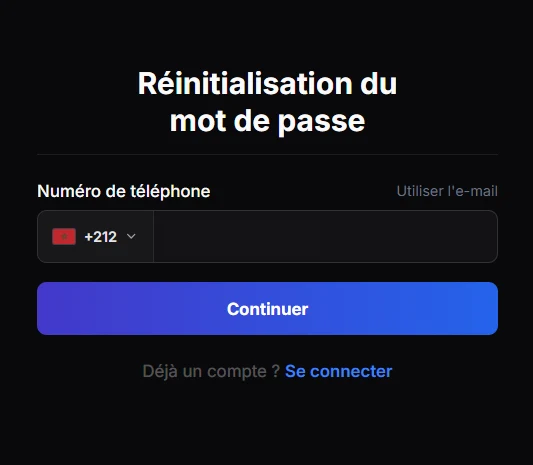 Réinitialisation du
mot de passe
Numéro de téléphone
Utiliser l'e-mail
+212
Continuer
Déjà un compte ? Se connecter